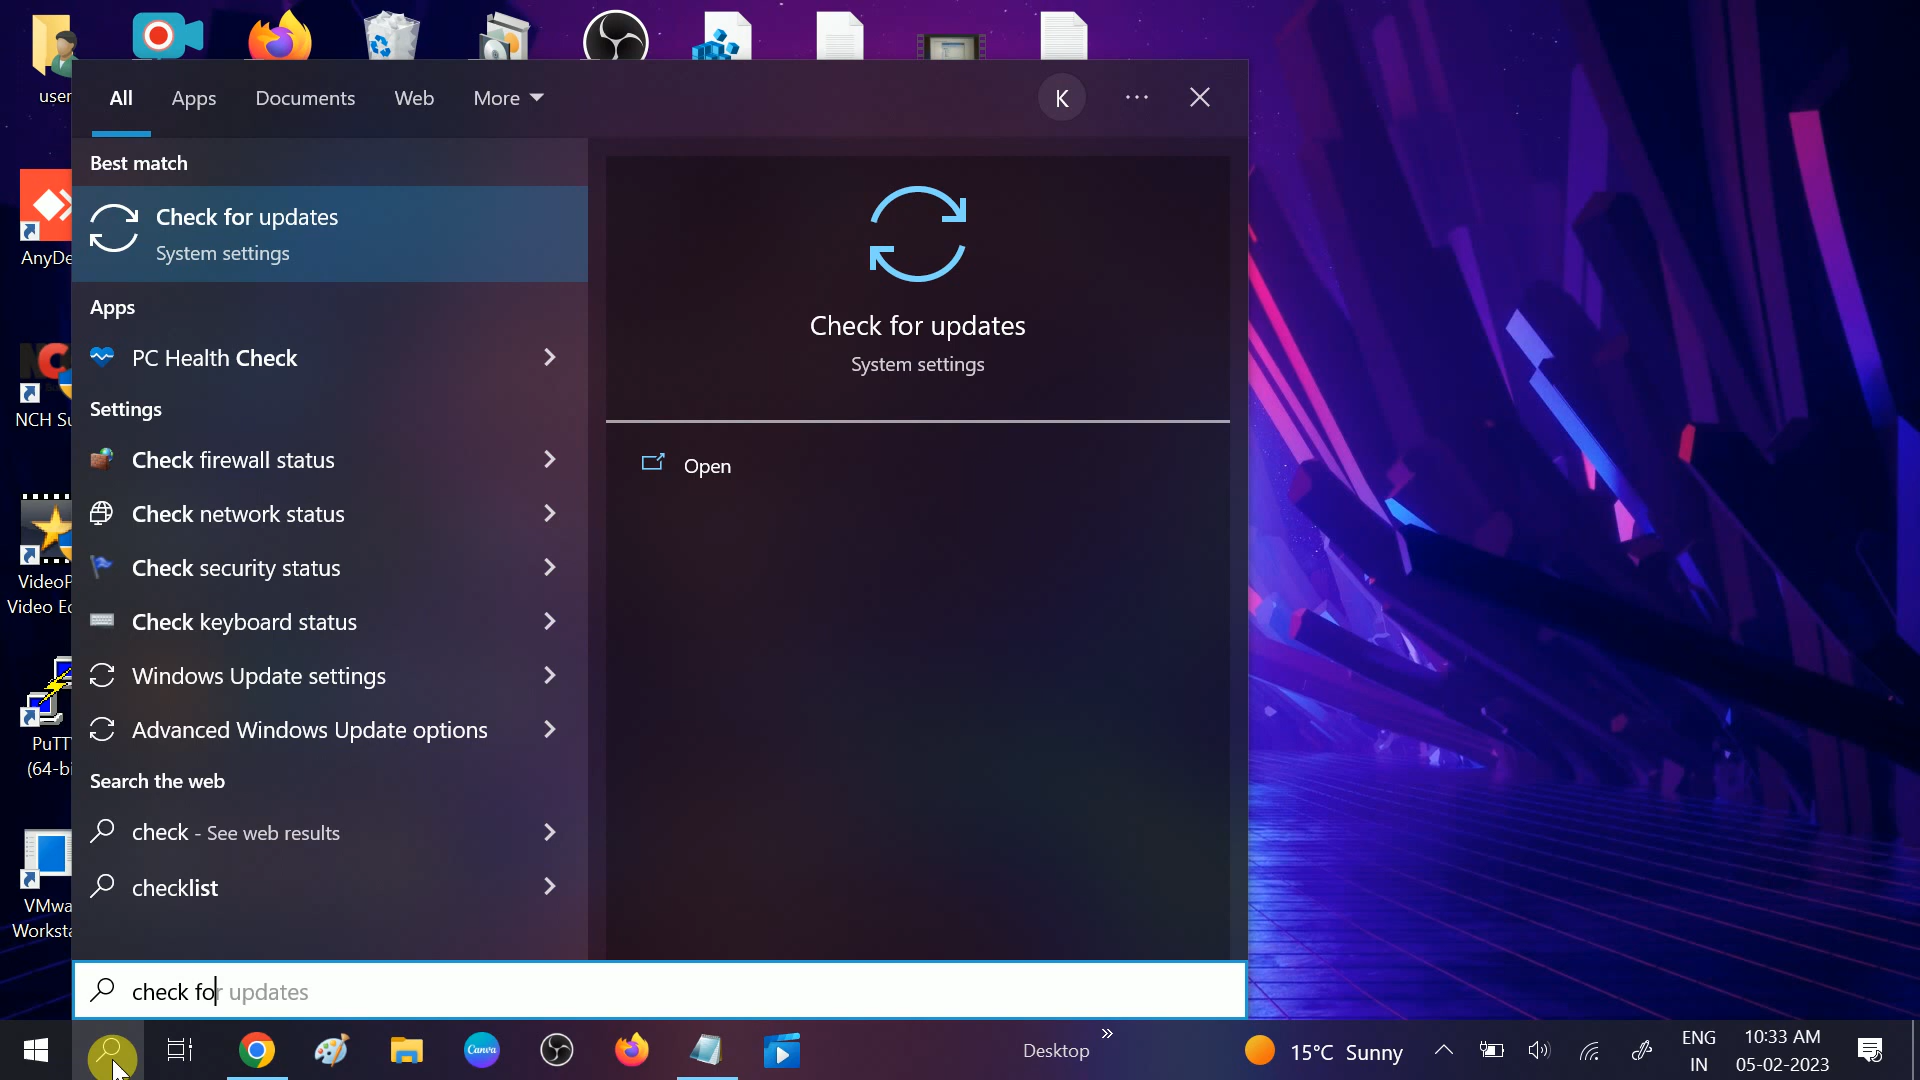 user
AnyDe
NCH Su
VideoP
Video Ed
PuTT
(64-bi
VMwa
Worksta
All
Apps
Documents
Web
More
K
Best match
Check for updates
System settings
Apps
PC Health Check
Settings
Check firewall status
Check network status
Check security status
Check keyboard status
Windows Update settings
Advanced Windows Update options
Search the web
check - See web results
checklist
Check for updates
System settings
Open
check for updates
Canva
Desktop
15°C Sunny
ENG
IN
10:33 AM
05-02-2023